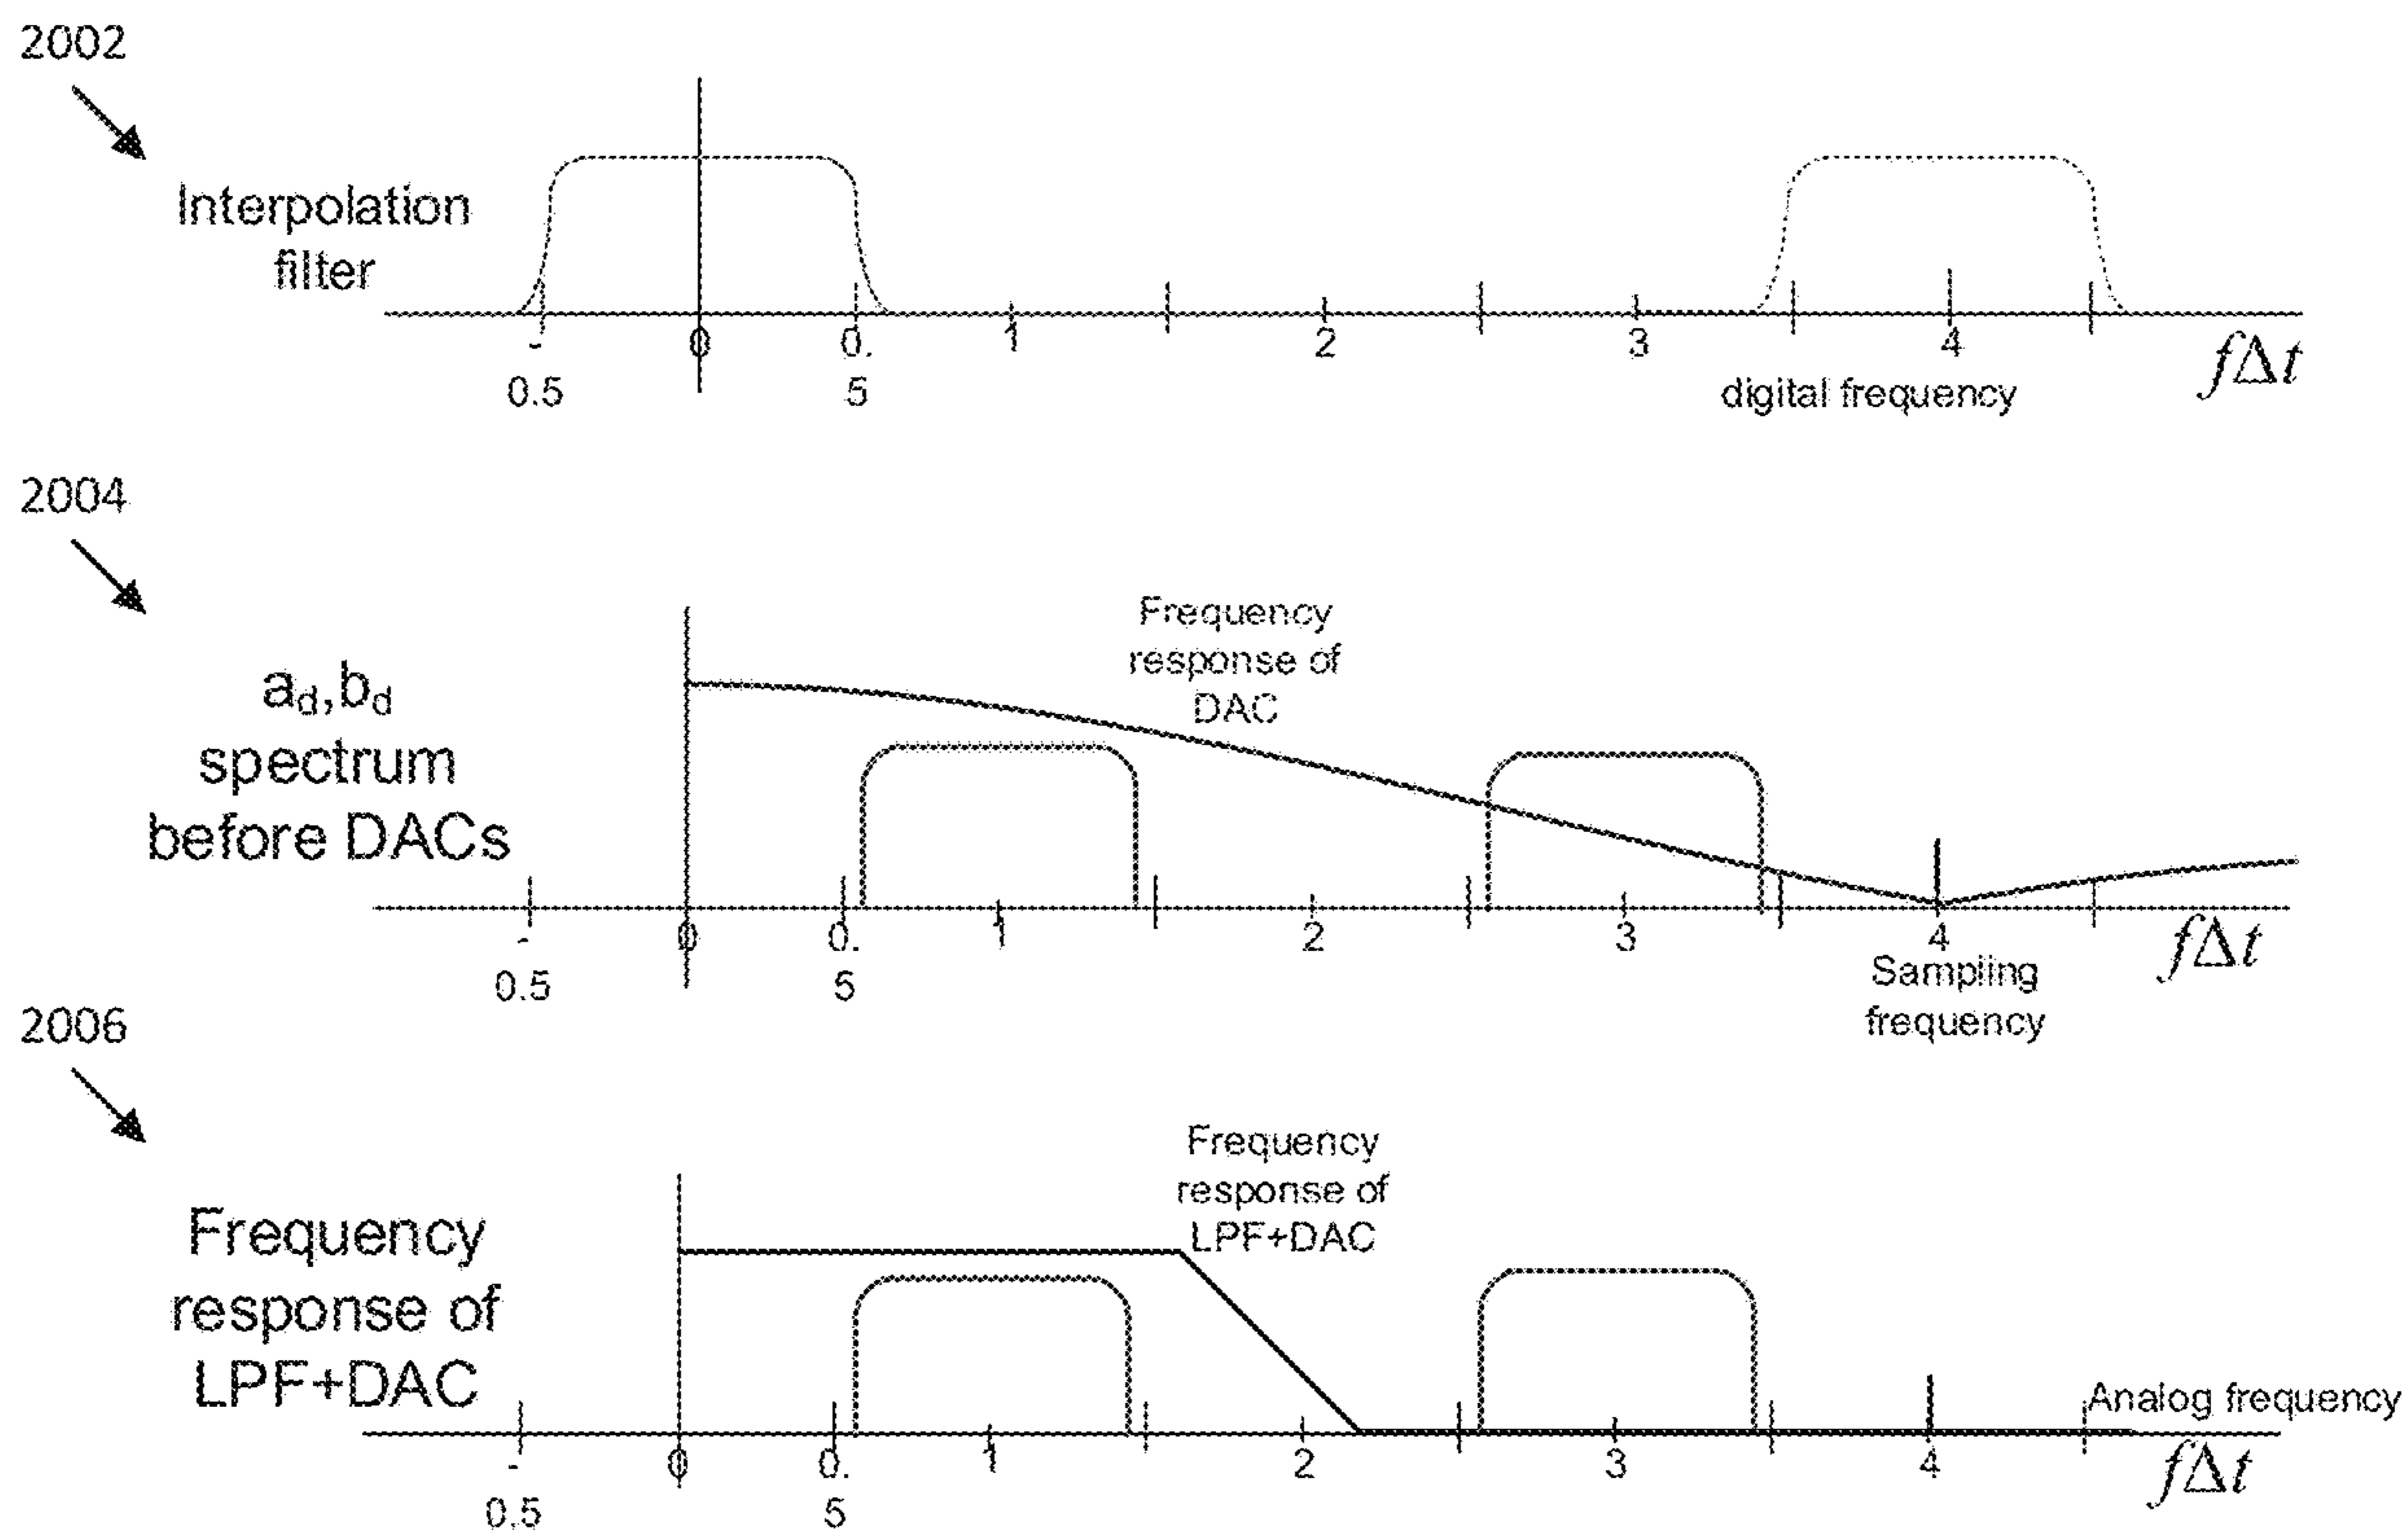 2002
Interpolation
filter
-
0
0.
1
2
3
4
fΔt
0.5
5
digital frequency
2004
Frequency
response of
DAC
a_d,b_d
spectrum
before DACs
-
0
0.
1
2
3
4
fΔt
0.5
5
Sampling
frequency
2006
Frequency
response of
LPF+DAC
Frequency
response of
LPF+DAC
Analog frequency
-
0
0.
1
2
3
4
fΔt
0.5
5